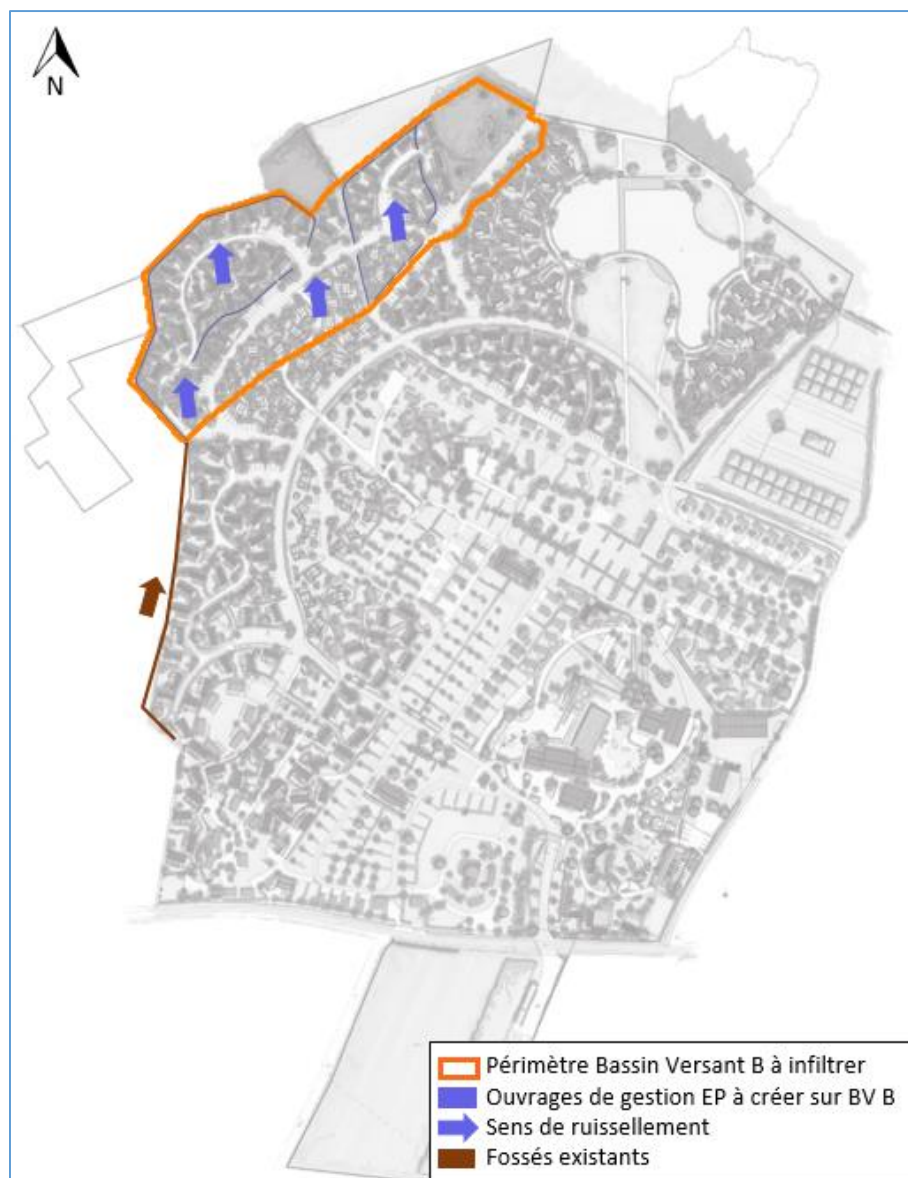 N
Périmètre Bassin Versant B à infiltrer
Ouvrages de gestion EP à créer sur BV B
Sens de ruissellement
Fossés existants